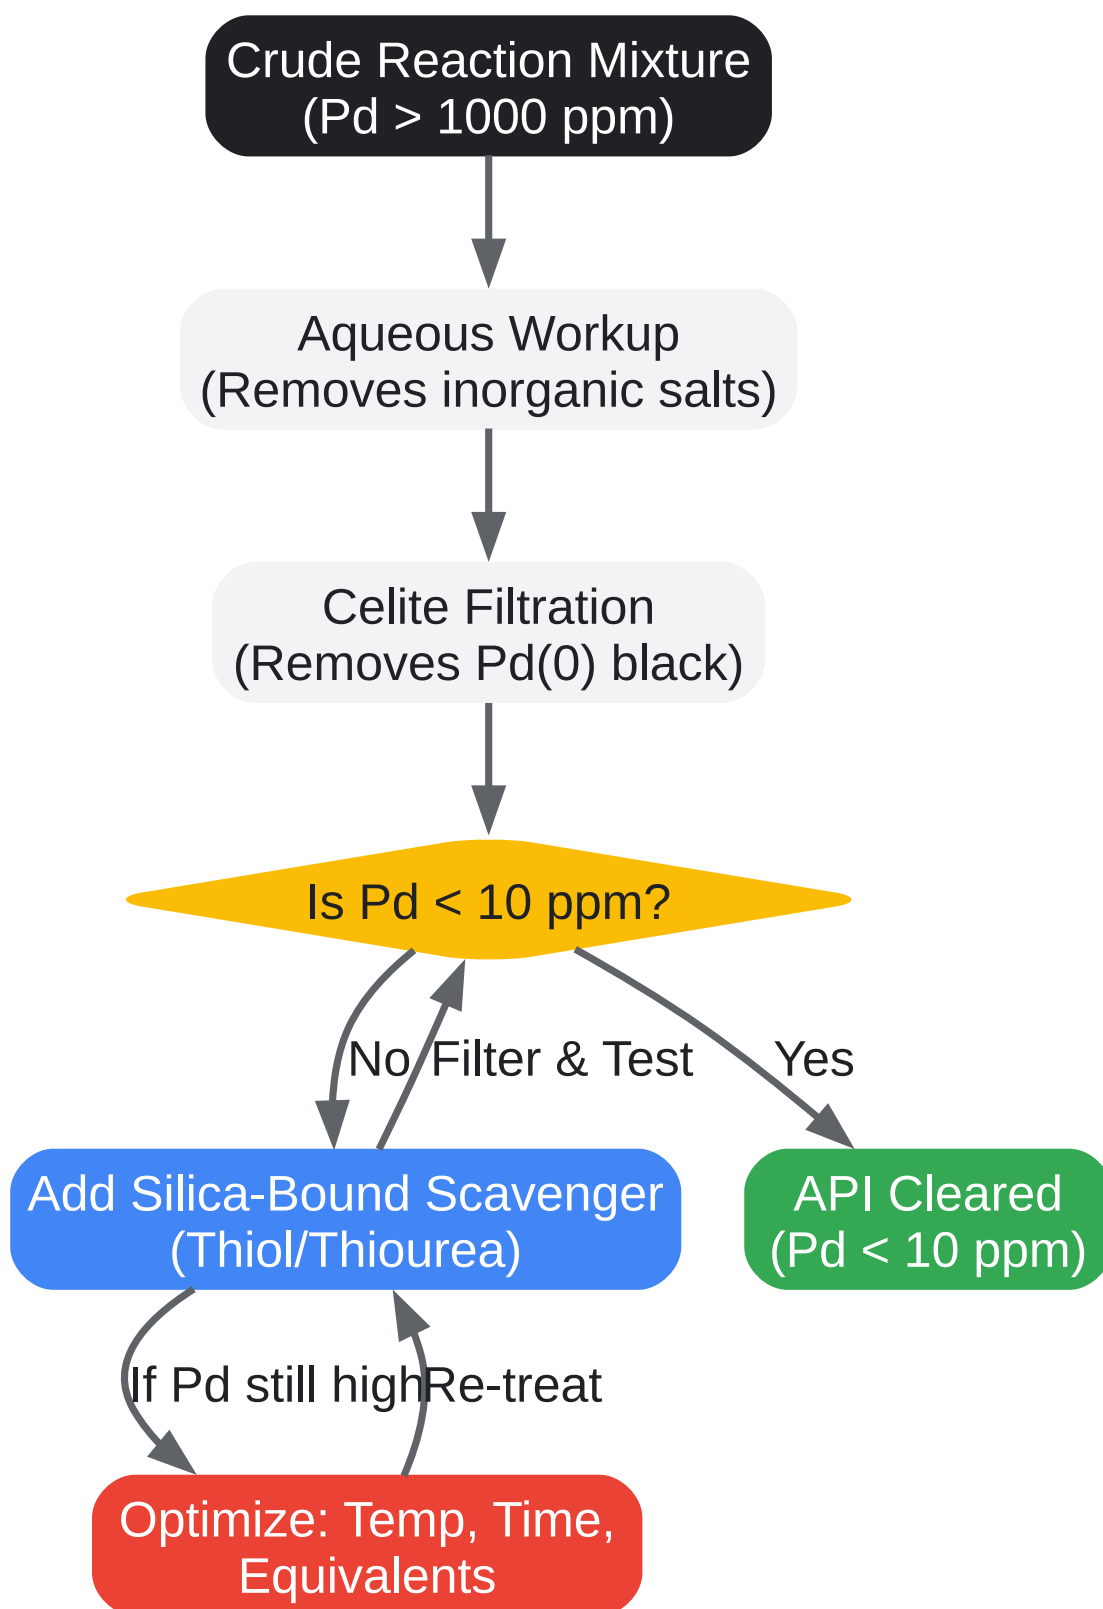 Crude Reaction Mixture
(Pd > 1000 ppm)
Aqueous Workup
(Removes inorganic salts)
Celite Filtration
(Removes Pd(0) black)
Is Pd < 10 ppm?
No
Filter & Test
Yes
Add Silica-Bound Scavenger
(Thiol/Thiourea)
API Cleared
(Pd < 10 ppm)
If Pd still high
Re-treat
Optimize: Temp, Time,
Equivalents